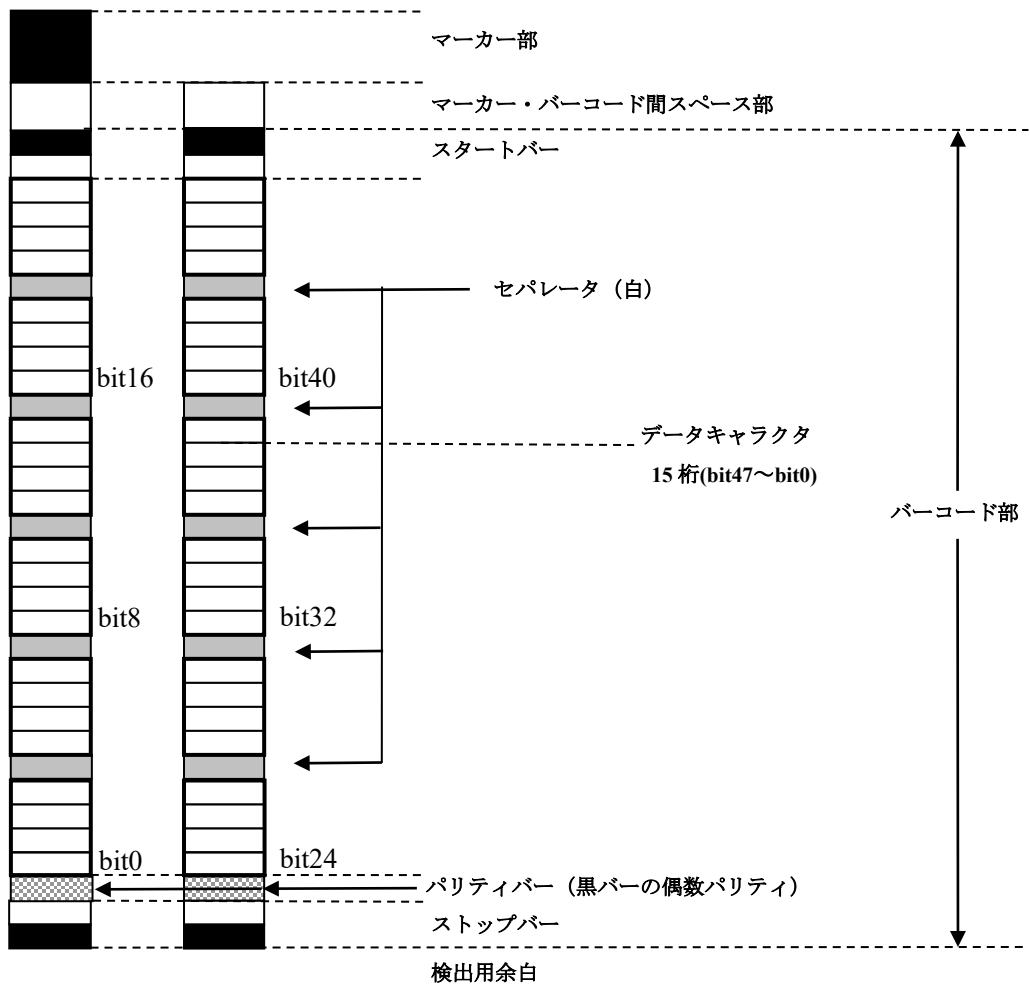 マーカー部
マーカー・バーコード間スペース部
スタートバー
セパレータ（白）
bit16
bit40
データキャラクタ
15 桁(bit47～bit0)
バーコード部
bit8
bit32
bit0
bit24
パリティバー（黒バーの偶数パリティ）
ストップバー
検出用余白